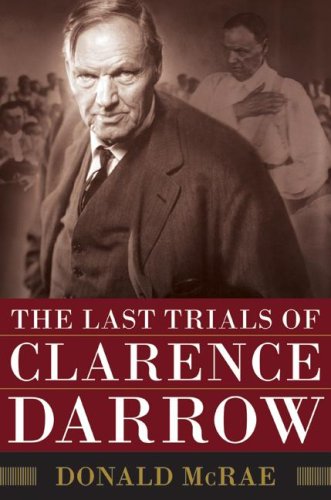 THE LAST TRIALS OF
CLARENCE
DARROW
DONALD McRAE